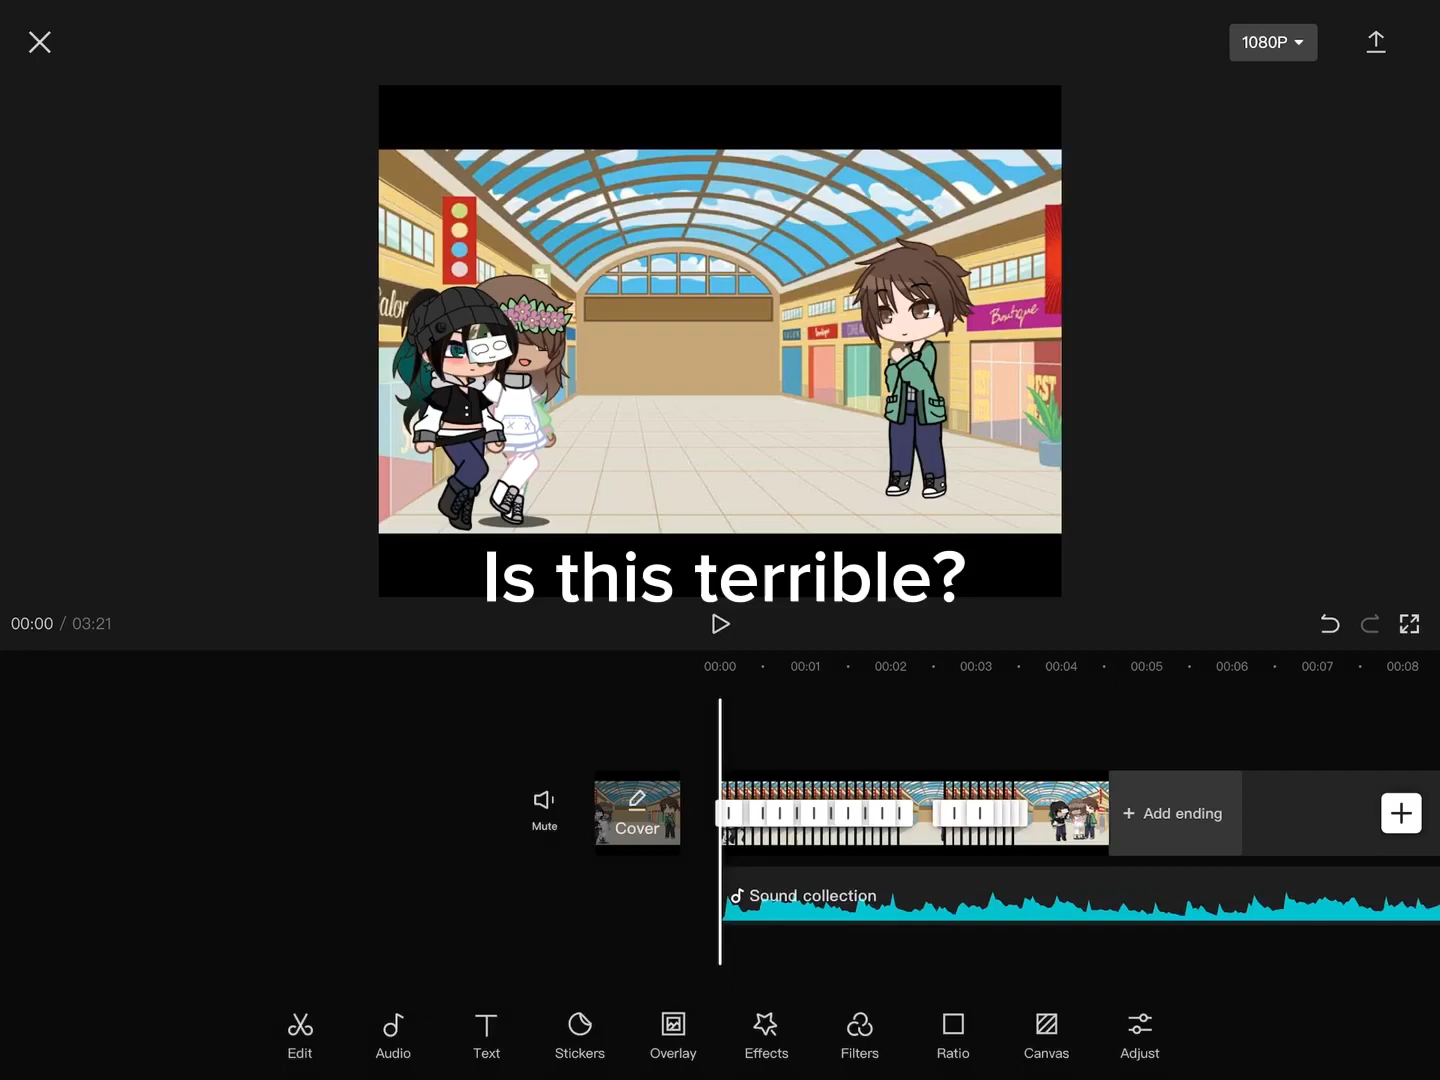 1080P
Salon
Boutique
Is this terrible?
00:00 / 03:21
00:00 00:01 00:02 00:03 00:04 00:05 00:06 00:07 00:08
Mute
Cover
+ Add ending
Sound collection
Edit Audio Text Stickers Overlay Effects Filters Ratio Canvas Adjust